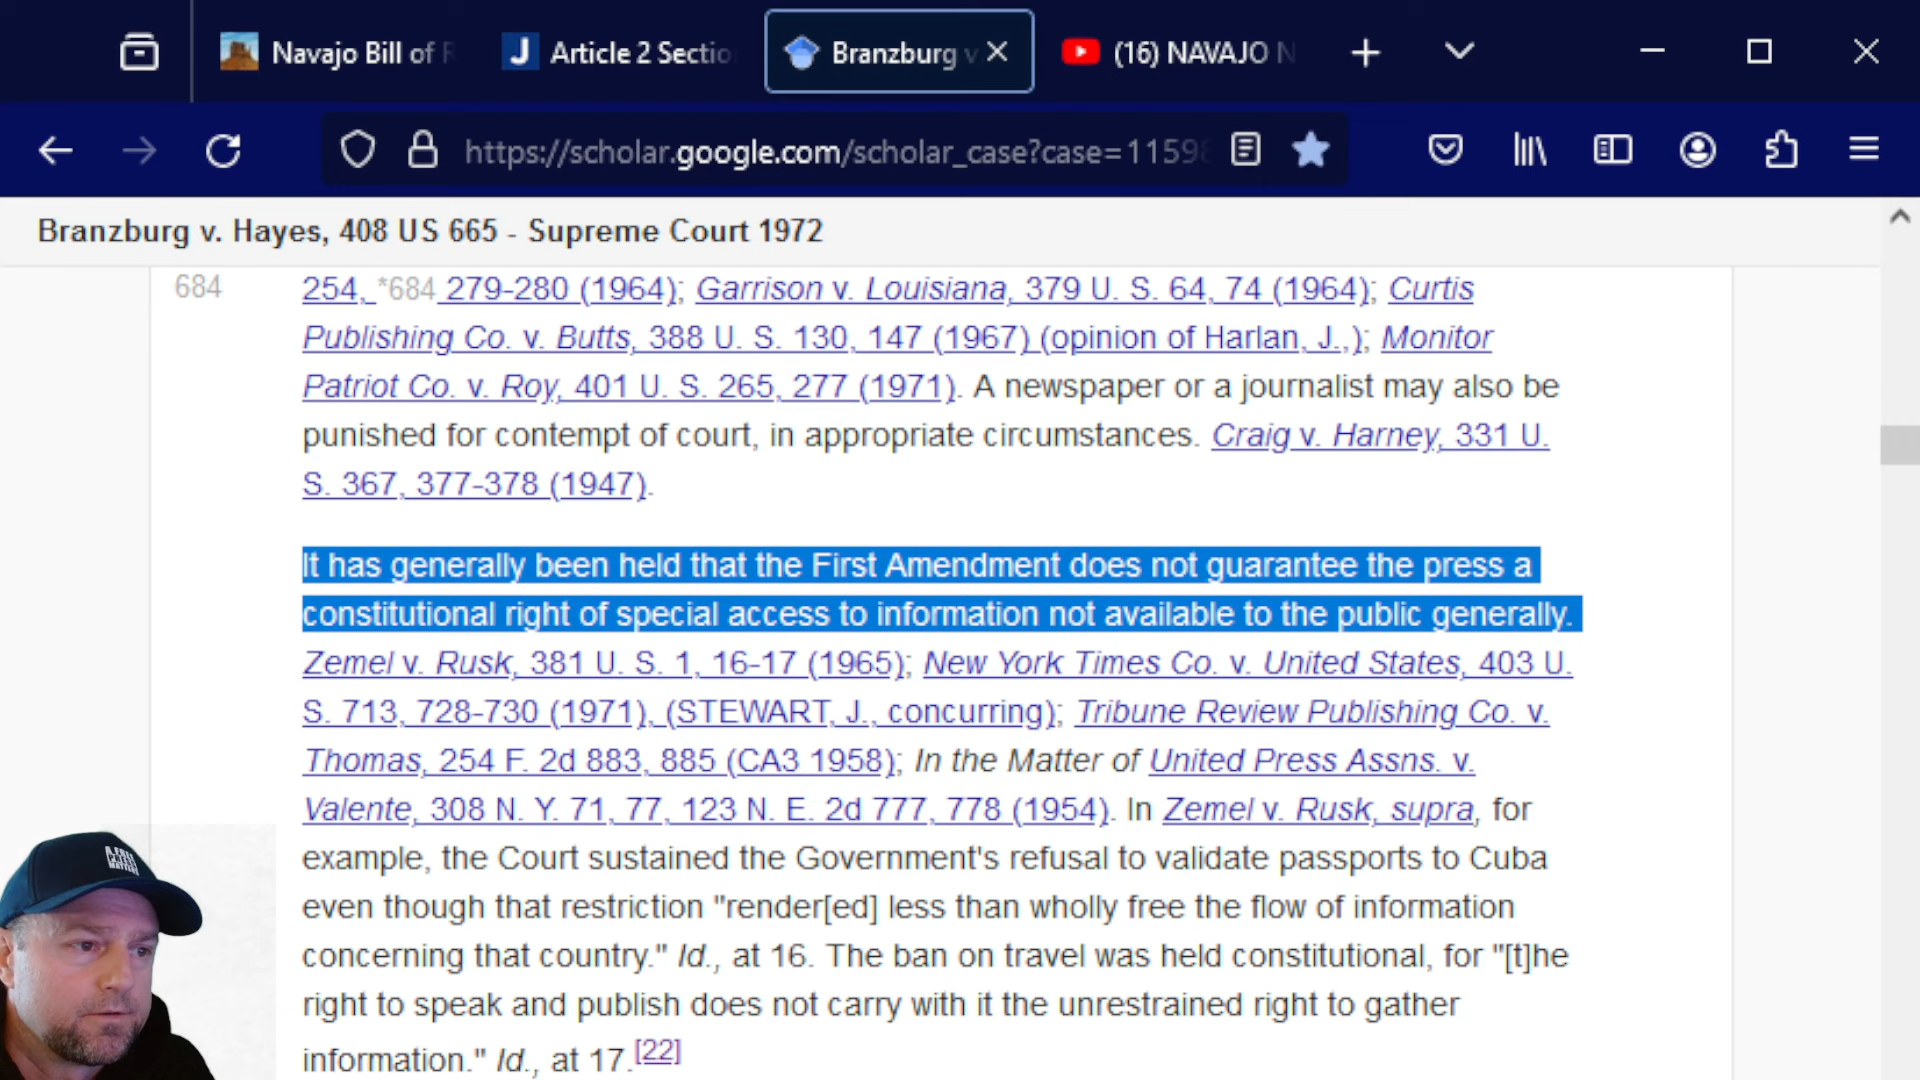 Navajo Bill of R
J Article 2 Sectio
Branzburg v
(16) NAVAJO N
https://scholar.google.com/scholar_case?case=11598
Branzburg v. Hayes, 408 US 665 - Supreme Court 1972
684
254, *684 279-280 (1964); Garrison v. Louisiana, 379 U. S. 64, 74 (1964); Curtis
Publishing Co. v. Butts, 388 U. S. 130, 147 (1967) (opinion of Harlan, J.,); Monitor
Patriot Co. v. Roy, 401 U. S. 265, 277 (1971). A newspaper or a journalist may also be
punished for contempt of court, in appropriate circumstances. Craig v. Harney, 331 U.
S. 367, 377-378 (1947).
It has generally been held that the First Amendment does not guarantee the press a
constitutional right of special access to information not available to the public generally.
Zemel v. Rusk, 381 U. S. 1, 16-17 (1965); New York Times Co. v. United States, 403 U.
S. 713, 728-730 (1971), (STEWART, J., concurring); Tribune Review Publishing Co. v.
Thomas, 254 F. 2d 883, 885 (CA3 1958); In the Matter of United Press Assns. v.
Valente, 308 N. Y. 71, 77, 123 N. E. 2d 777, 778 (1954). In Zemel v. Rusk, supra, for
example, the Court sustained the Government's refusal to validate passports to Cuba
even though that restriction "render[ed] less than wholly free the flow of information
concerning that country." Id., at 16. The ban on travel was held constitutional, for "[t]he
right to speak and publish does not carry with it the unrestrained right to gather
information." Id., at 17.[22]
A FREE
PRESS
MATTERS